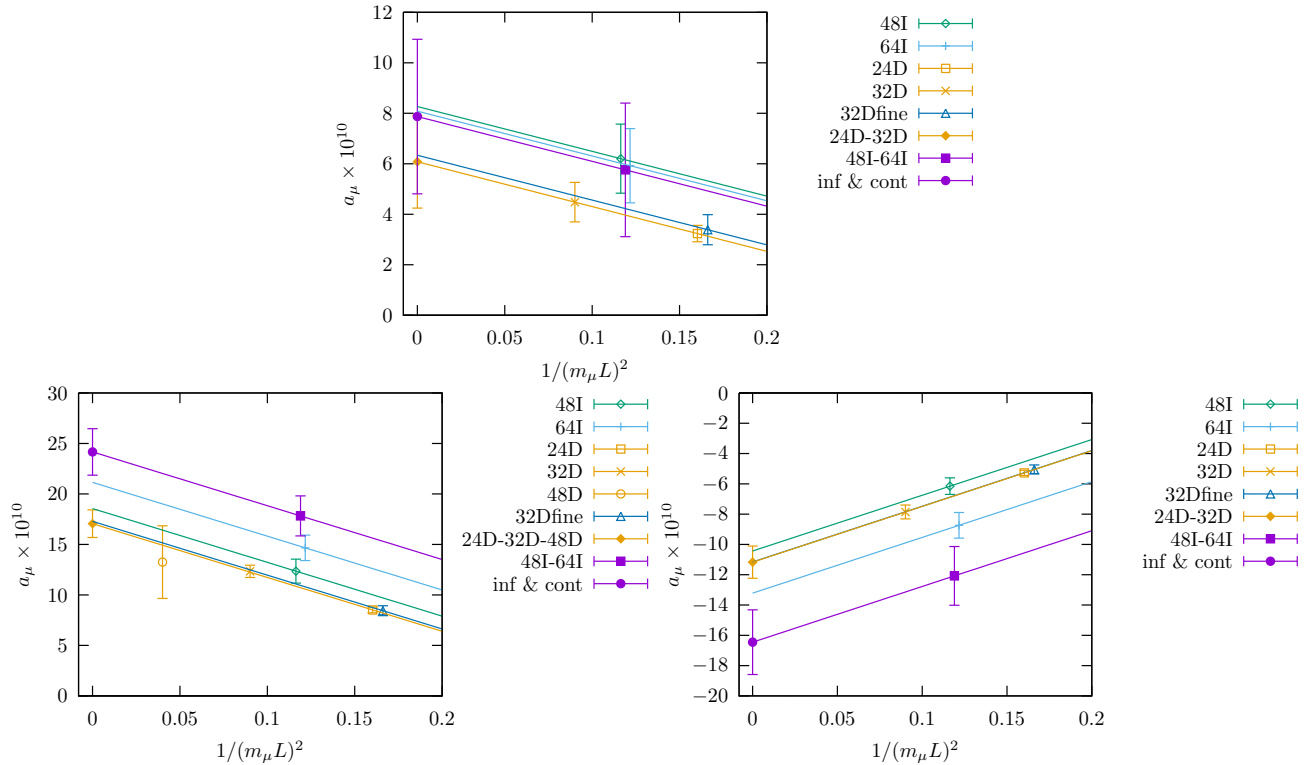 12
10
8
6
4
2
0
0
0.05
0.1
0.15
0.2
a_μ × 10^10
1/(m_μ L)^2
48I
64I
24D
32D
32Dfine
24D-32D
48I-64I
inf & cont
30
25
20
15
10
5
0
0
0.05
0.1
0.15
0.2
a_μ × 10^10
1/(m_μ L)^2
48I
64I
24D
32D
48D
32Dfine
24D-32D-48D
48I-64I
inf & cont
0
−2
−4
−6
−8
−10
−12
−14
−16
−18
−20
0
0.05
0.1
0.15
0.2
a_μ × 10^10
1/(m_μ L)^2
48I
64I
24D
32D
32Dfine
24D-32D
48I-64I
inf & cont